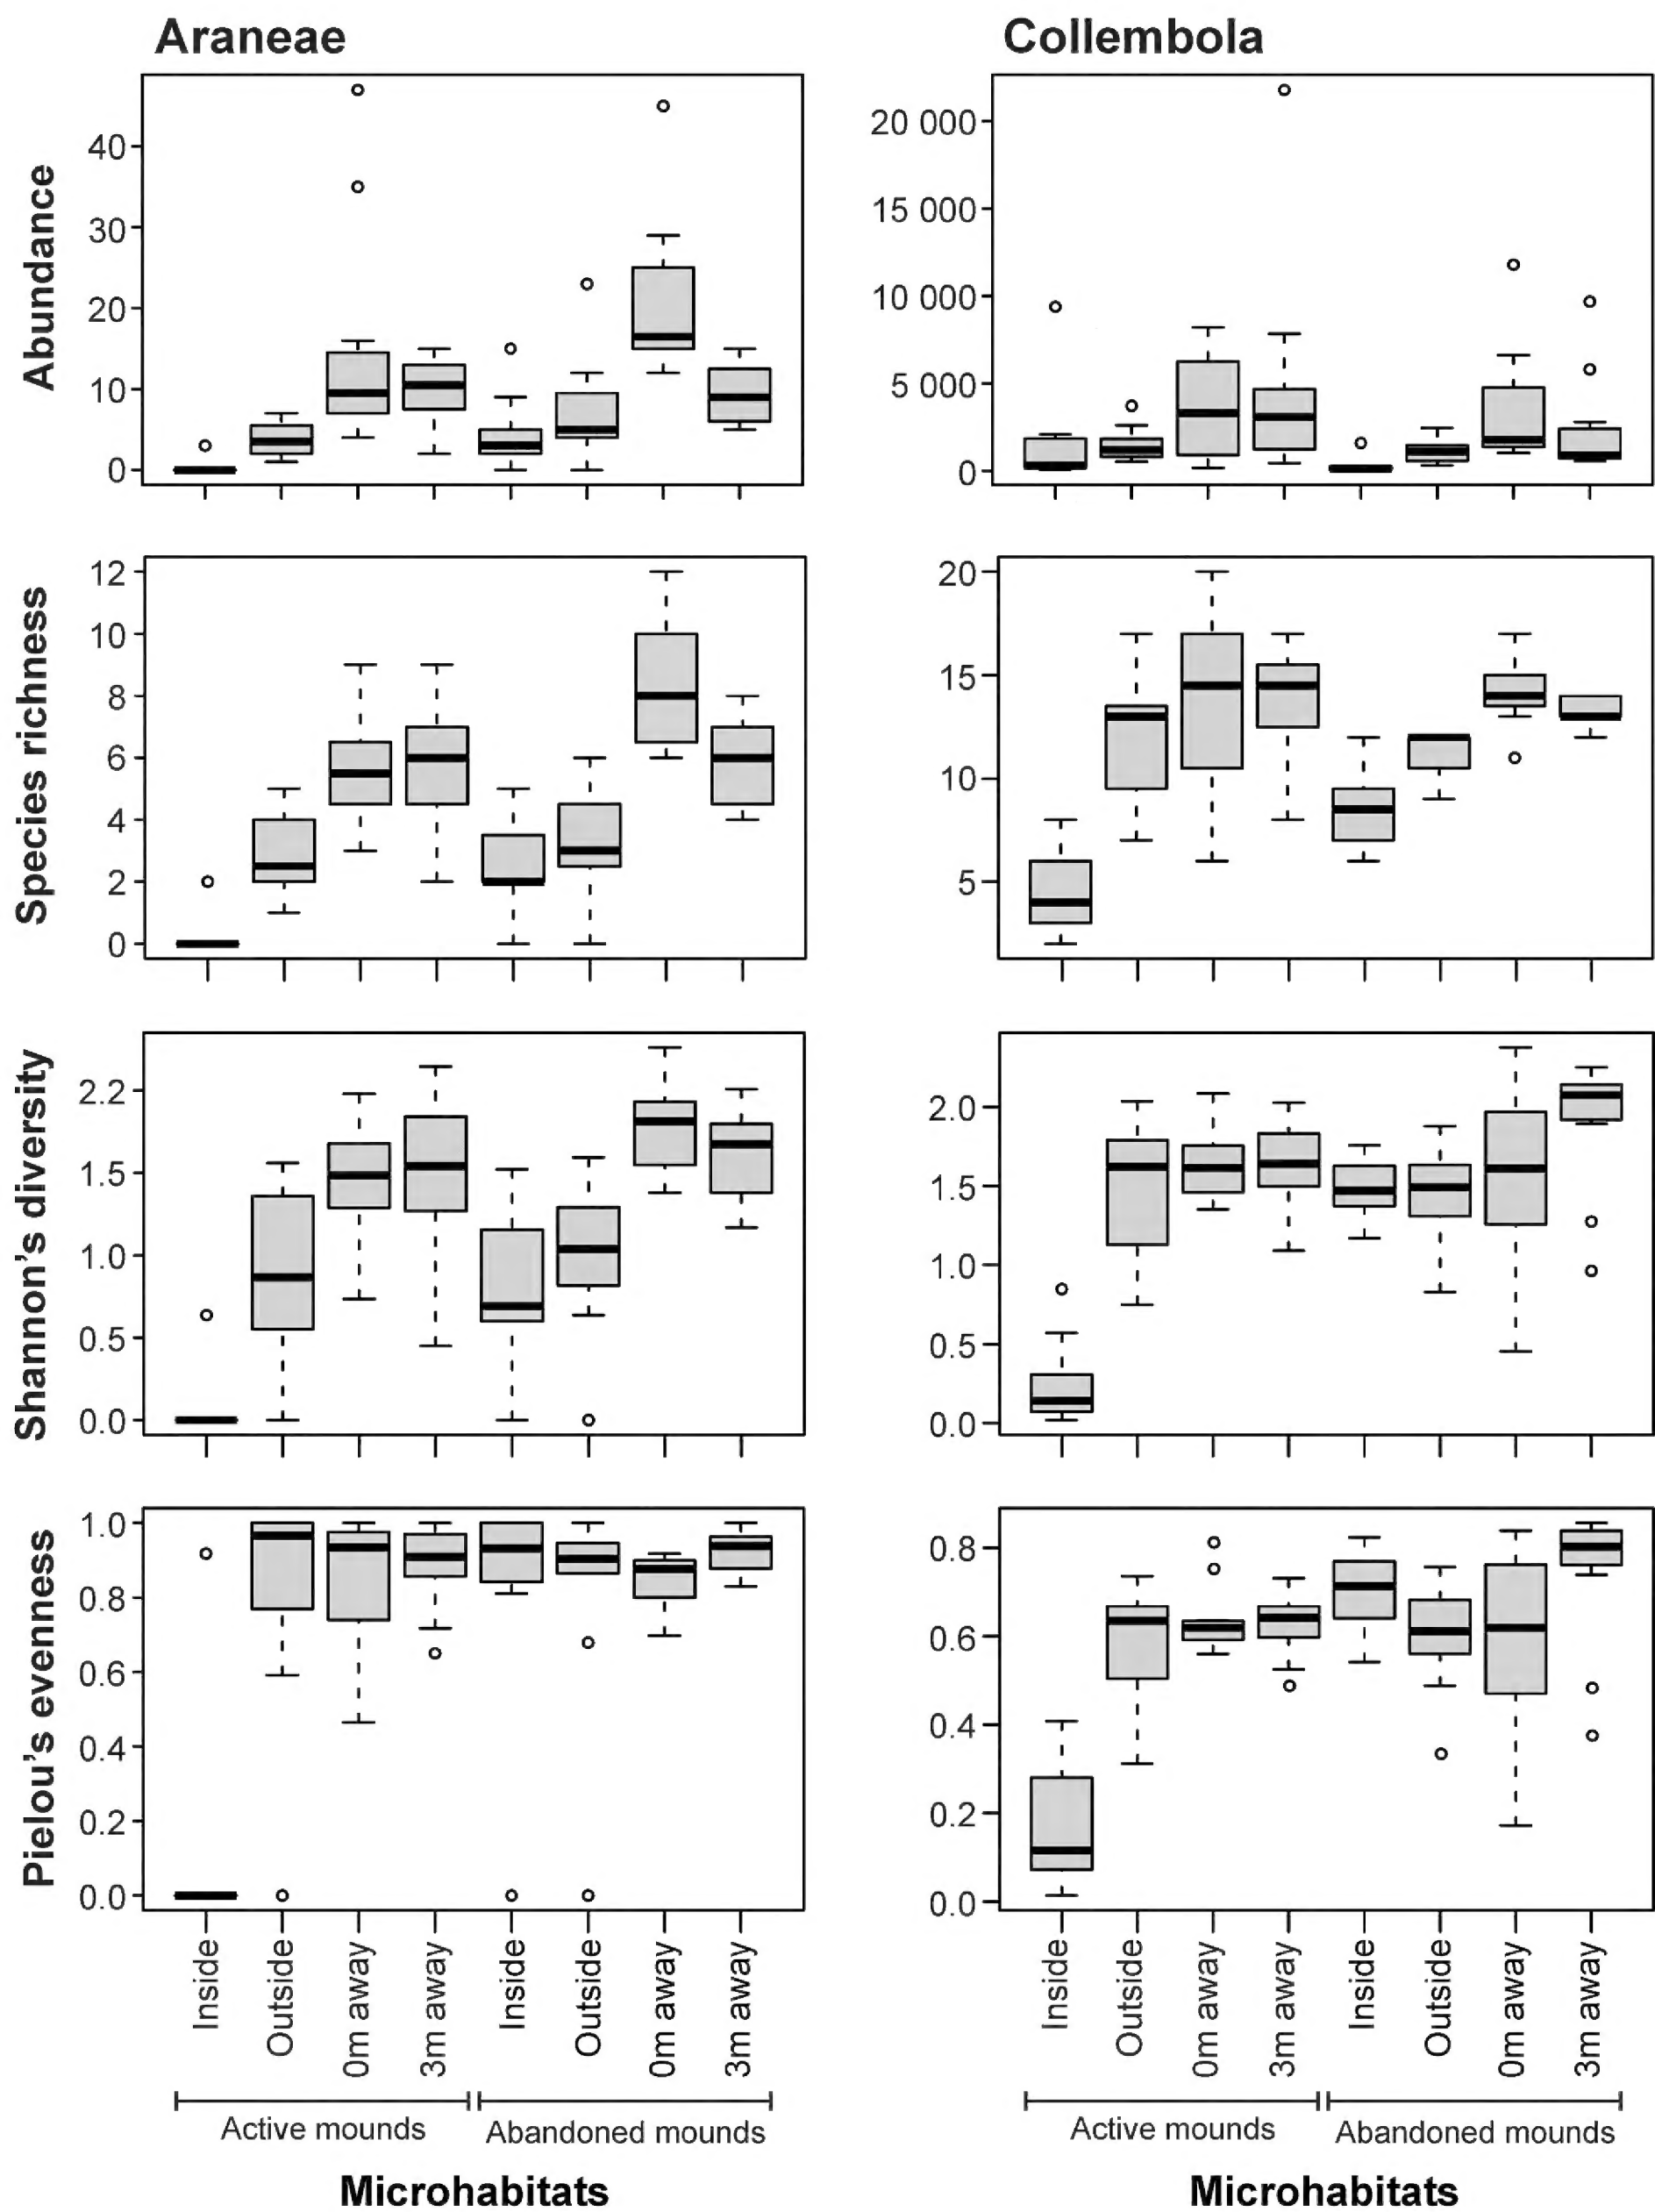 Araneae
Collembola
Abundance
40
30
20
10
0
20 000
15 000
10 000
5 000
0
Species richness
12
10
8
6
4
2
0
20
15
10
5
Shannon's diversity
2.2
1.5
1.0
0.5
0.0
2.0
1.5
1.0
0.5
0.0
Pielou's evenness
1.0
0.8
0.6
0.4
0.2
0.0
0.8
0.6
0.4
0.2
0.0
Inside
Outside
0m away
3m away
Inside
Outside
0m away
3m away
Inside
Outside
0m away
3m away
Inside
Outside
0m away
3m away
Active mounds
Abandoned mounds
Active mounds
Abandoned mounds
Microhabitats
Microhabitats